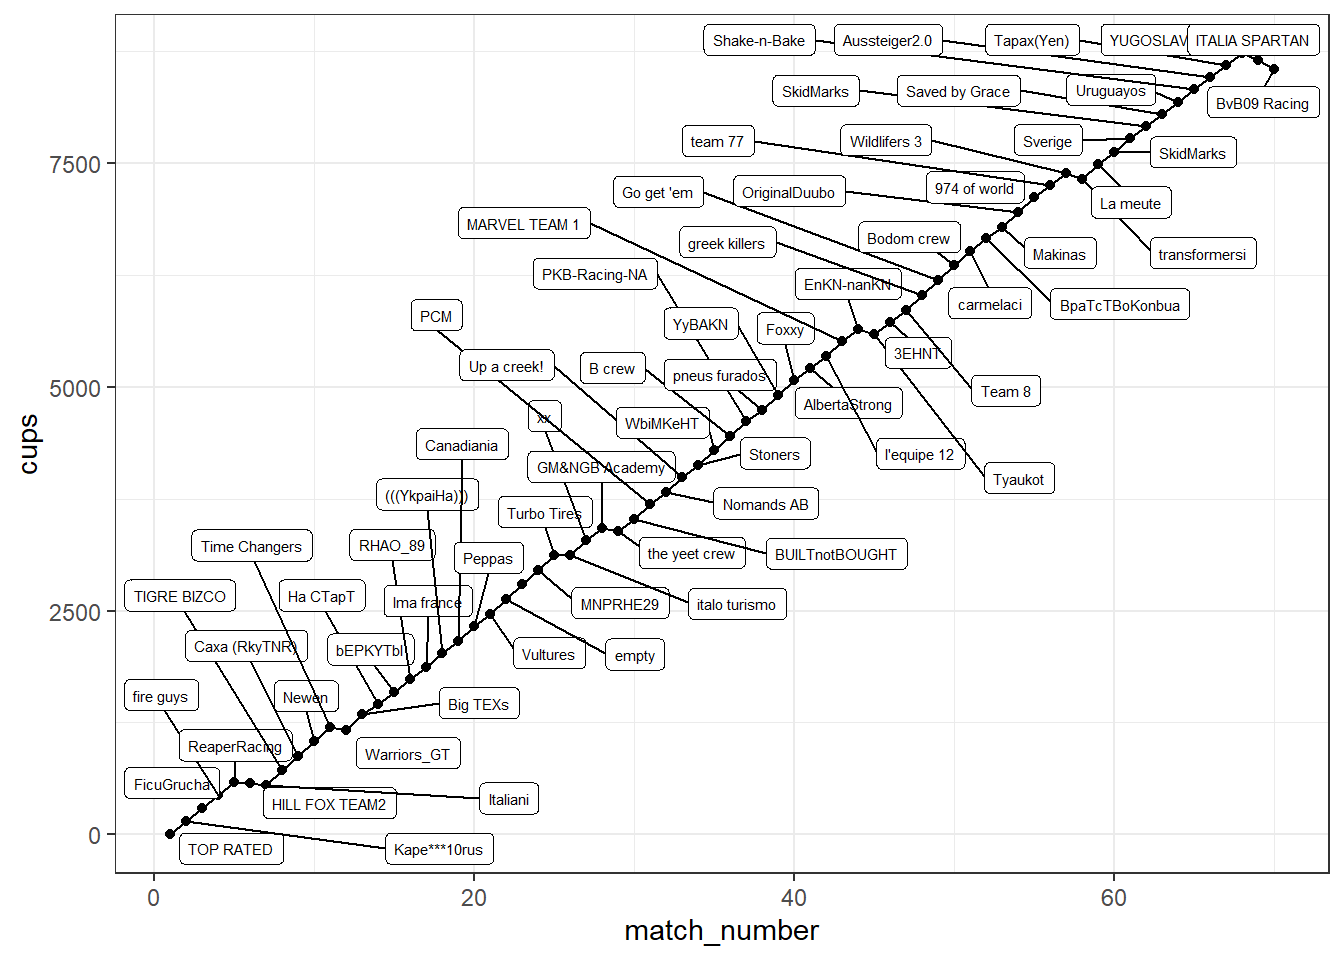 Shake-n-Bake
Aussteiger2.0
Tapax(Yen)
YUGOSLAV
ITALIA SPARTAN
SkidMarks
Saved by Grace
Uruguayos
BvB09 Racing
team 77
Wildlifers 3
Sverige
SkidMarks
7500
Go get 'em
OriginalDuubo
974 of world
La meute
MARVEL TEAM 1
greek killers
Bodom crew
Makinas
transformersi
PKB-Racing-NA
EnKN-nanKN
carmelaci
BpaTcTBoKonbua
PCM
YyBAKN
Foxxy
3EHNT
Up a creek!
B crew
pneus furados
Team 8
5000
AlbertaStrong
xx
WbiMKeHT
Canadiania
Stoners
l'equipe 12
GM&NGB Academy
Tyaukot
(((YkpaiHa)))
Nomands AB
Turbo Tires
Time Changers
RHAO_89
Peppas
the yeet crew
BUILTnotBOUGHT
TIGRE BIZCO
Ha CTapT
Ima france
MNPRHE29
italo turismo
2500
Caxa (RkyTNR)
bEPKYTbI
Vultures
empty
fire guys
Newen
Big TEXs
ReaperRacing
Warriors_GT
FicuGrucha
HILL FOX TEAM2
Italiani
0
TOP RATED
Kape***10rus
0
20
40
60
match_number
cups